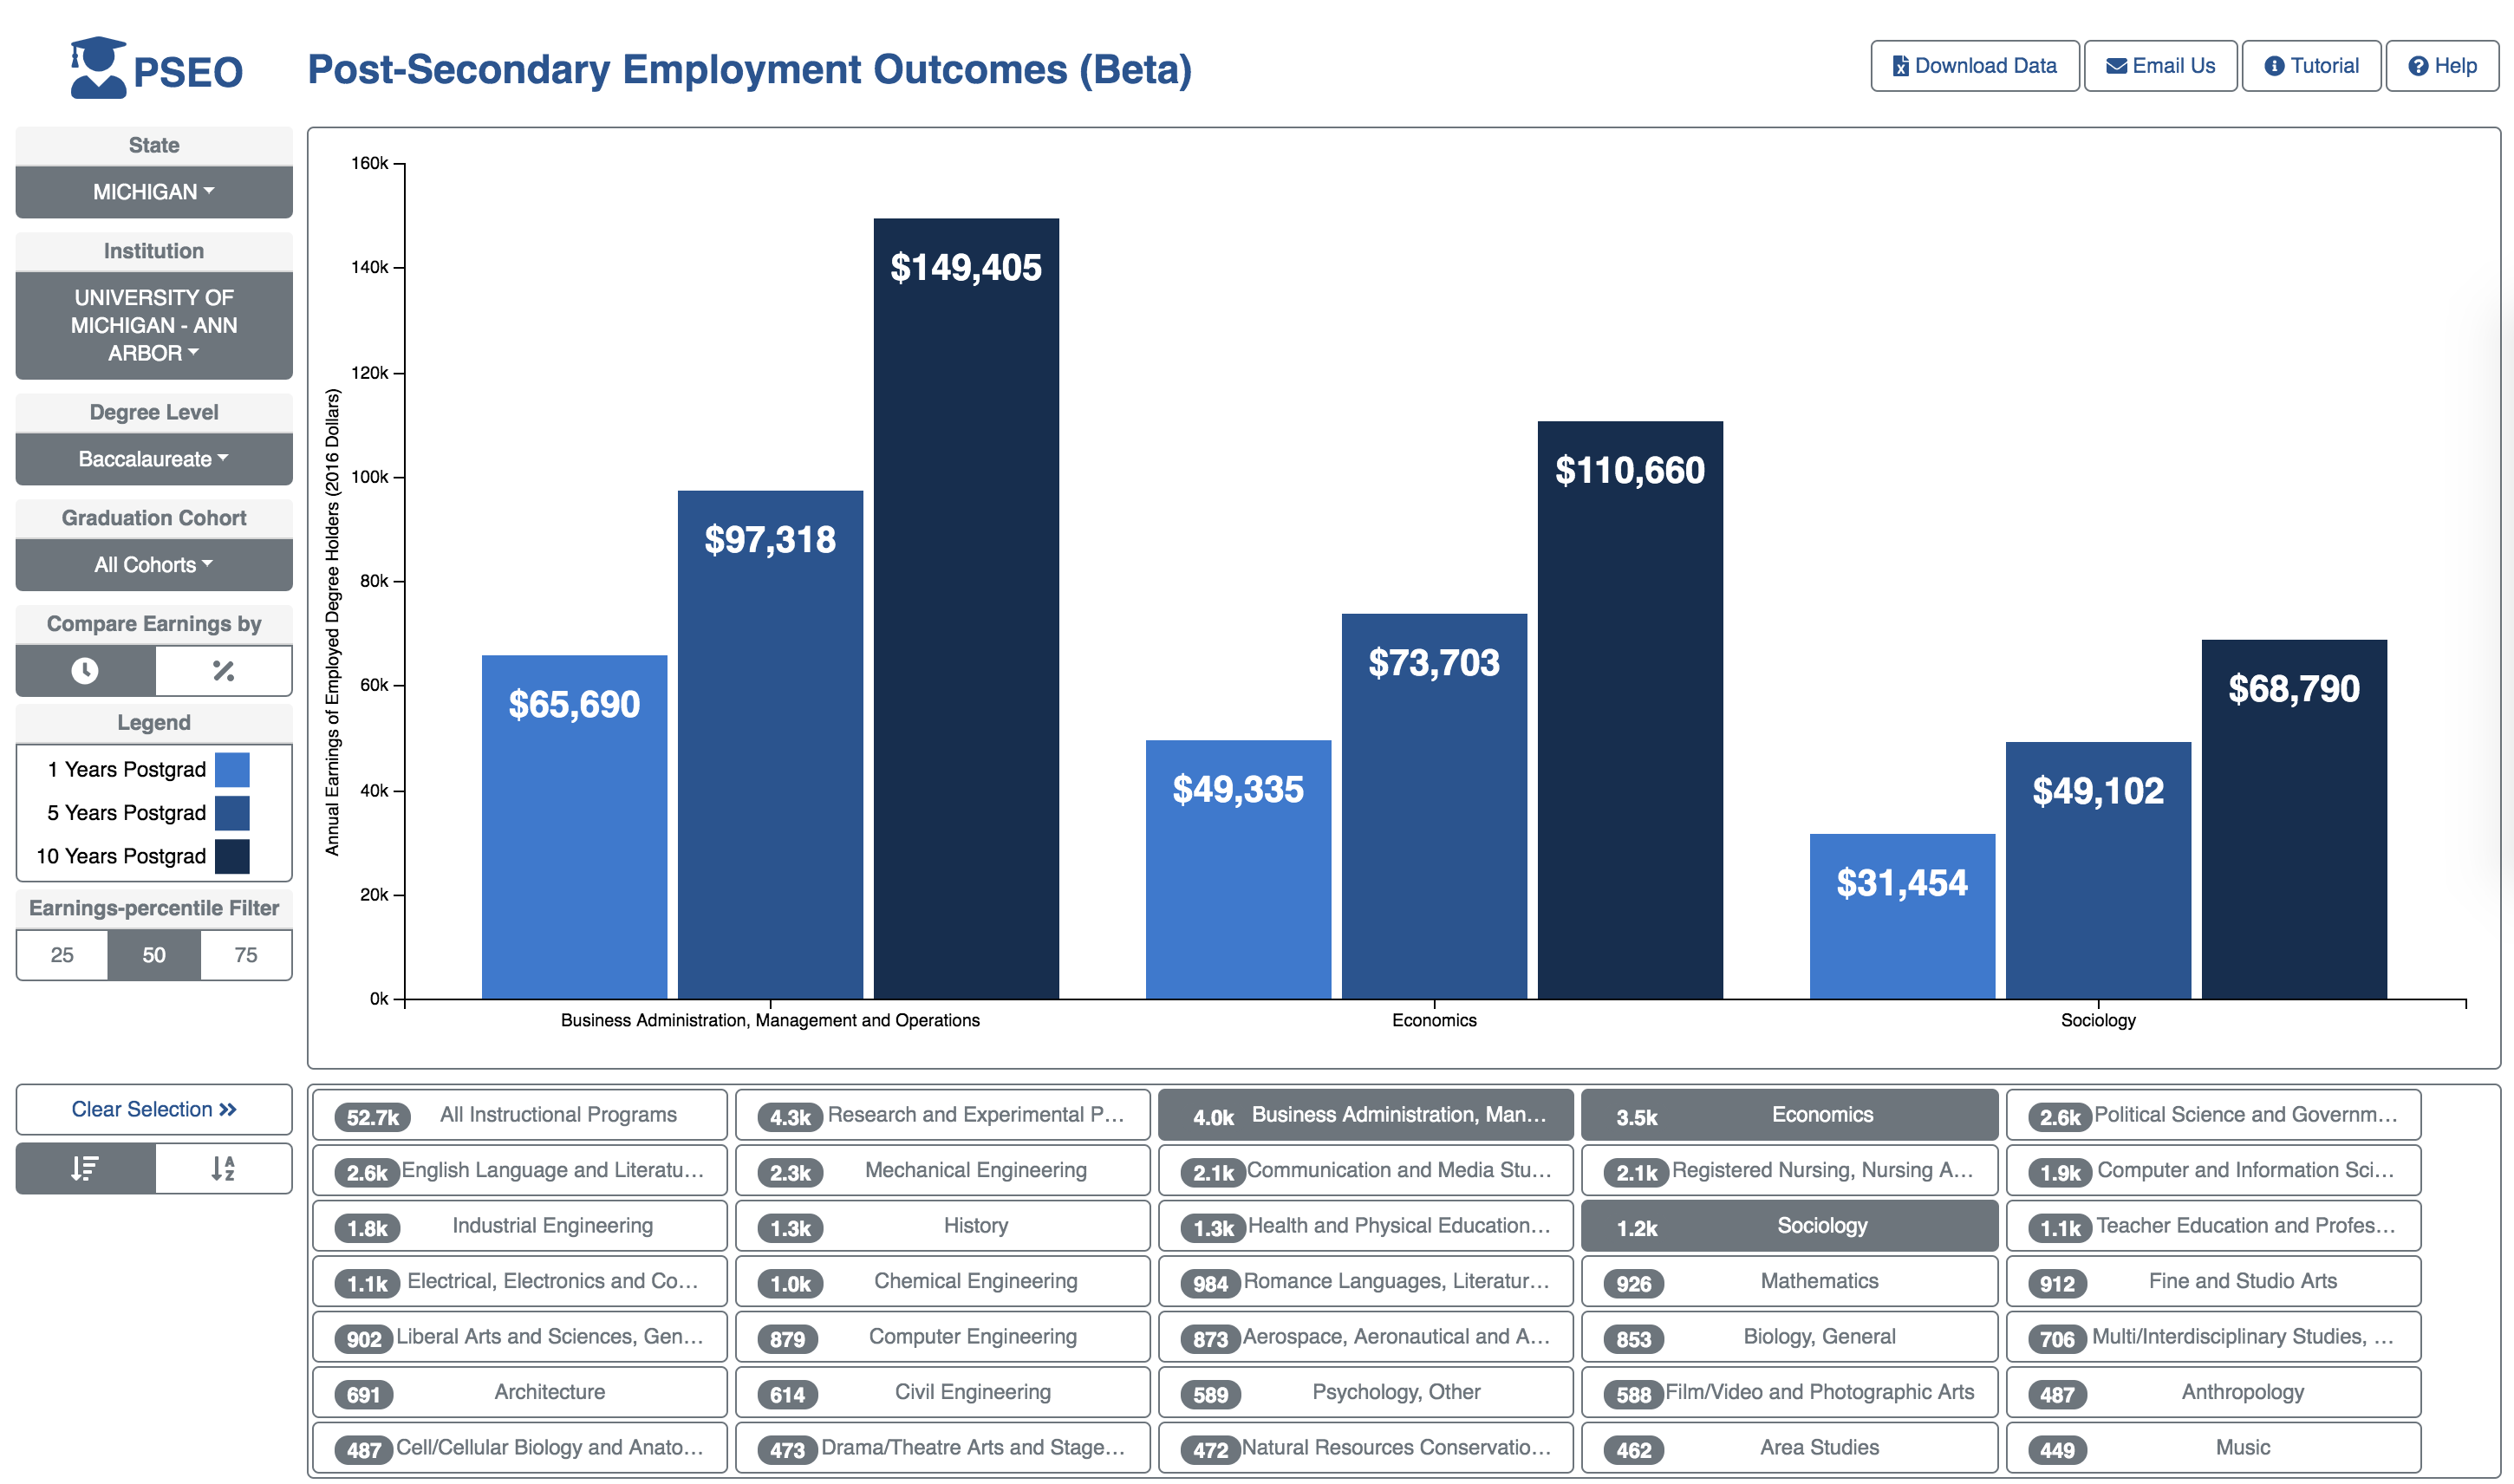 PSEO
Post-Secondary Employment Outcomes (Beta)
Download Data
Email Us
Tutorial
Help
State
MICHIGAN
Institution
UNIVERSITY OF
MICHIGAN - ANN
ARBOR
Degree Level
Baccalaureate
Graduation Cohort
All Cohorts
Compare Earnings by
Legend
1 Years Postgrad
5 Years Postgrad
10 Years Postgrad
Earnings-percentile Filter
25 50 75
Annual Earnings of Employed Degree Holders (2016 Dollars)
160k
140k
120k
100k
80k
60k
40k
20k
0k
$65,690
$97,318
$149,405
$49,335
$73,703
$110,660
$31,454
$49,102
$68,790
Business Administration, Management and Operations
Economics
Sociology
Clear Selection
A
Z
52.7k All Instructional Programs
4.3k Research and Experimental P...
4.0k Business Administration, Man...
3.5k Economics
2.6k Political Science and Governm...
2.6k English Language and Literatu...
2.3k Mechanical Engineering
2.1k Communication and Media Stu...
2.1k Registered Nursing, Nursing A...
1.9k Computer and Information Sci...
1.8k Industrial Engineering
1.3k History
1.3k Health and Physical Education...
1.2k Sociology
1.1k Teacher Education and Profes...
1.1k Electrical, Electronics and Co...
1.0k Chemical Engineering
984 Romance Languages, Literatur...
926 Mathematics
912 Fine and Studio Arts
902 Liberal Arts and Sciences, Gen...
879 Computer Engineering
873 Aerospace, Aeronautical and A...
853 Biology, General
706 Multi/Interdisciplinary Studies, ...
691 Architecture
614 Civil Engineering
589 Psychology, Other
588 Film/Video and Photographic Arts
487 Anthropology
487 Cell/Cellular Biology and Anato...
473 Drama/Theatre Arts and Stage...
472 Natural Resources Conservatio...
462 Area Studies
449 Music